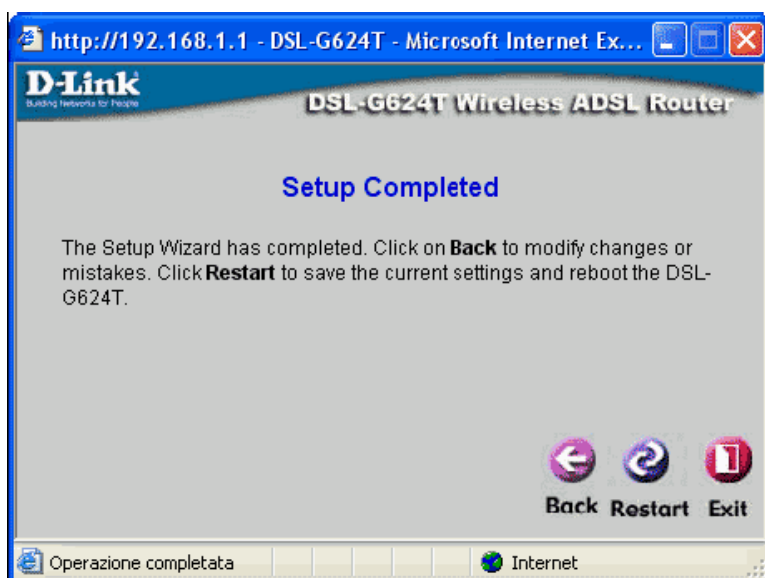 http://192.168.1.1 - DSL-G624T - Microsoft Internet Ex...
D-Link
Building Networks for People
DSL-G624T Wireless ADSL Router
Setup Completed
The Setup Wizard has completed. Click on Back to modify changes or
mistakes. Click Restart to save the current settings and reboot the DSL-
G624T.
Back Restart Exit
Operazione completata
Internet